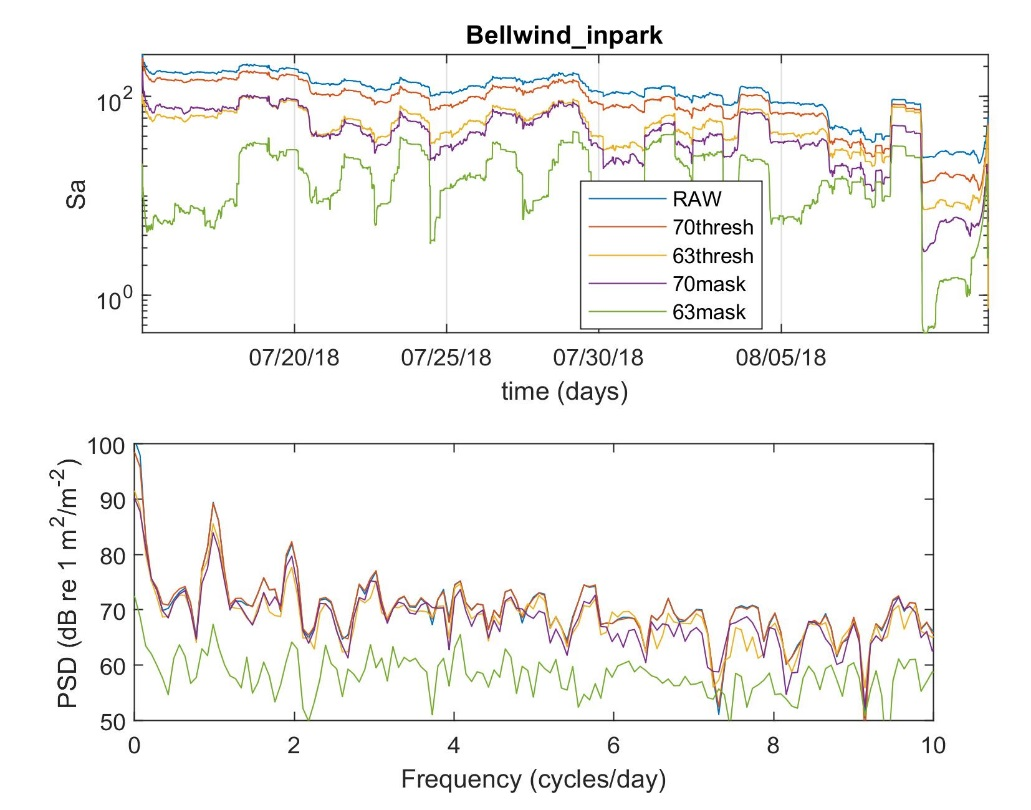 Bellwind_inpark
Sa
10^2
10^0
RAW
70thresh
63thresh
70mask
63mask
07/20/18 07/25/18 07/30/18 08/05/18
time (days)
PSD (dB re 1 m^2/m^-2)
100
90
80
70
60
50
0 2 4 6 8 10
Frequency (cycles/day)